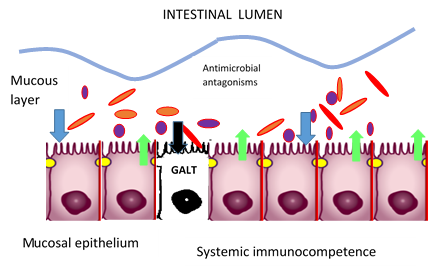 INTESTINAL LUMEN
Antimicrobial
antagonisms
Mucous
layer
GALT
Mucosal epithelium
Systemic immunocompetence